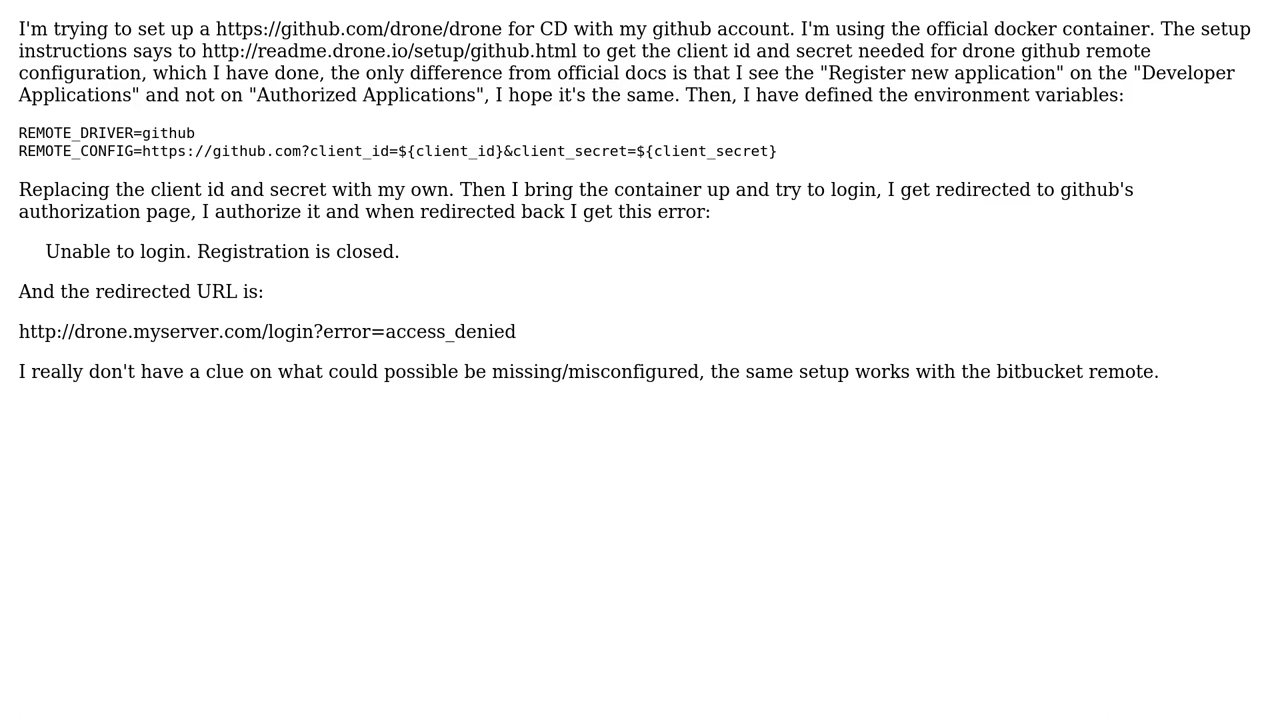 I'm trying to set up a https://github.com/drone/drone for CD with my github account. I'm using the official docker container. The setup
instructions says to http://readme.drone.io/setup/github.html to get the client id and secret needed for drone github remote
configuration, which I have done, the only difference from official docs is that I see the "Register new application" on the "Developer
Applications" and not on "Authorized Applications", I hope it's the same. Then, I have defined the environment variables:
REMOTE_DRIVER=github
REMOTE_CONFIG=https://github.com?client_id=${client_id}&client_secret=${client_secret}
Replacing the client id and secret with my own. Then I bring the container up and try to login, I get redirected to github's
authorization page, I authorize it and when redirected back I get this error:
Unable to login. Registration is closed.
And the redirected URL is:
http://drone.myserver.com/login?error=access_denied
I really don't have a clue on what could possible be missing/misconfigured, the same setup works with the bitbucket remote.